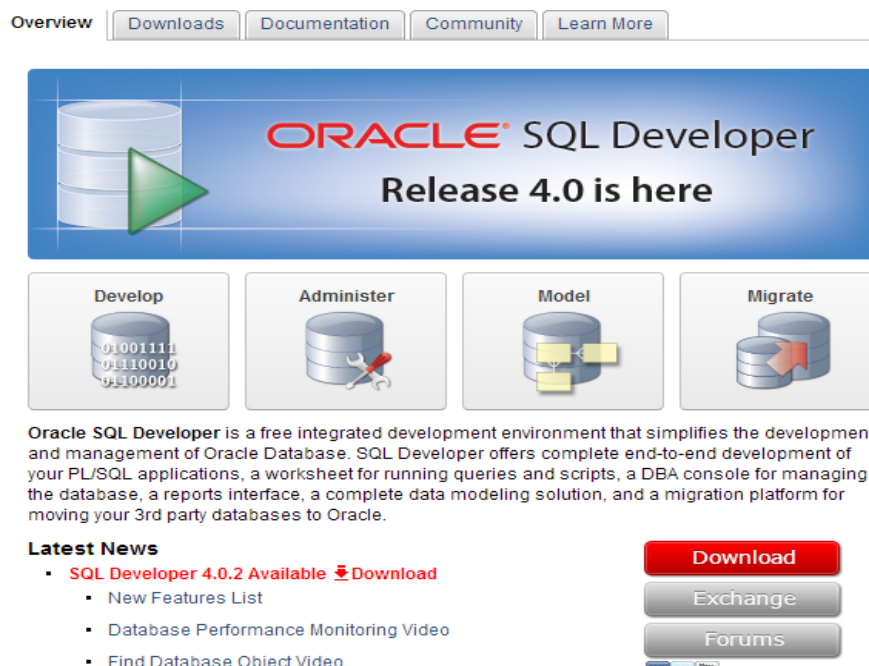 Overview Downloads Documentation Community Learn More
ORACLE® SQL Developer
Release 4.0 is here
Develop Administer Model Migrate
01001111
01110010
01100001
Oracle SQL Developer is a free integrated development environment that simplifies the developmen
and management of Oracle Database. SQL Developer offers complete end-to-end development of
your PL/SQL applications, a worksheet for running queries and scripts, a DBA console for managing
the database, a reports interface, a complete data modeling solution, and a migration platform for
moving your 3rd party databases to Oracle.
Latest News
SQL Developer 4.0.2 Available Download
New Features List
Database Performance Monitoring Video
Find Database Object Video
Download
Exchange
Forums